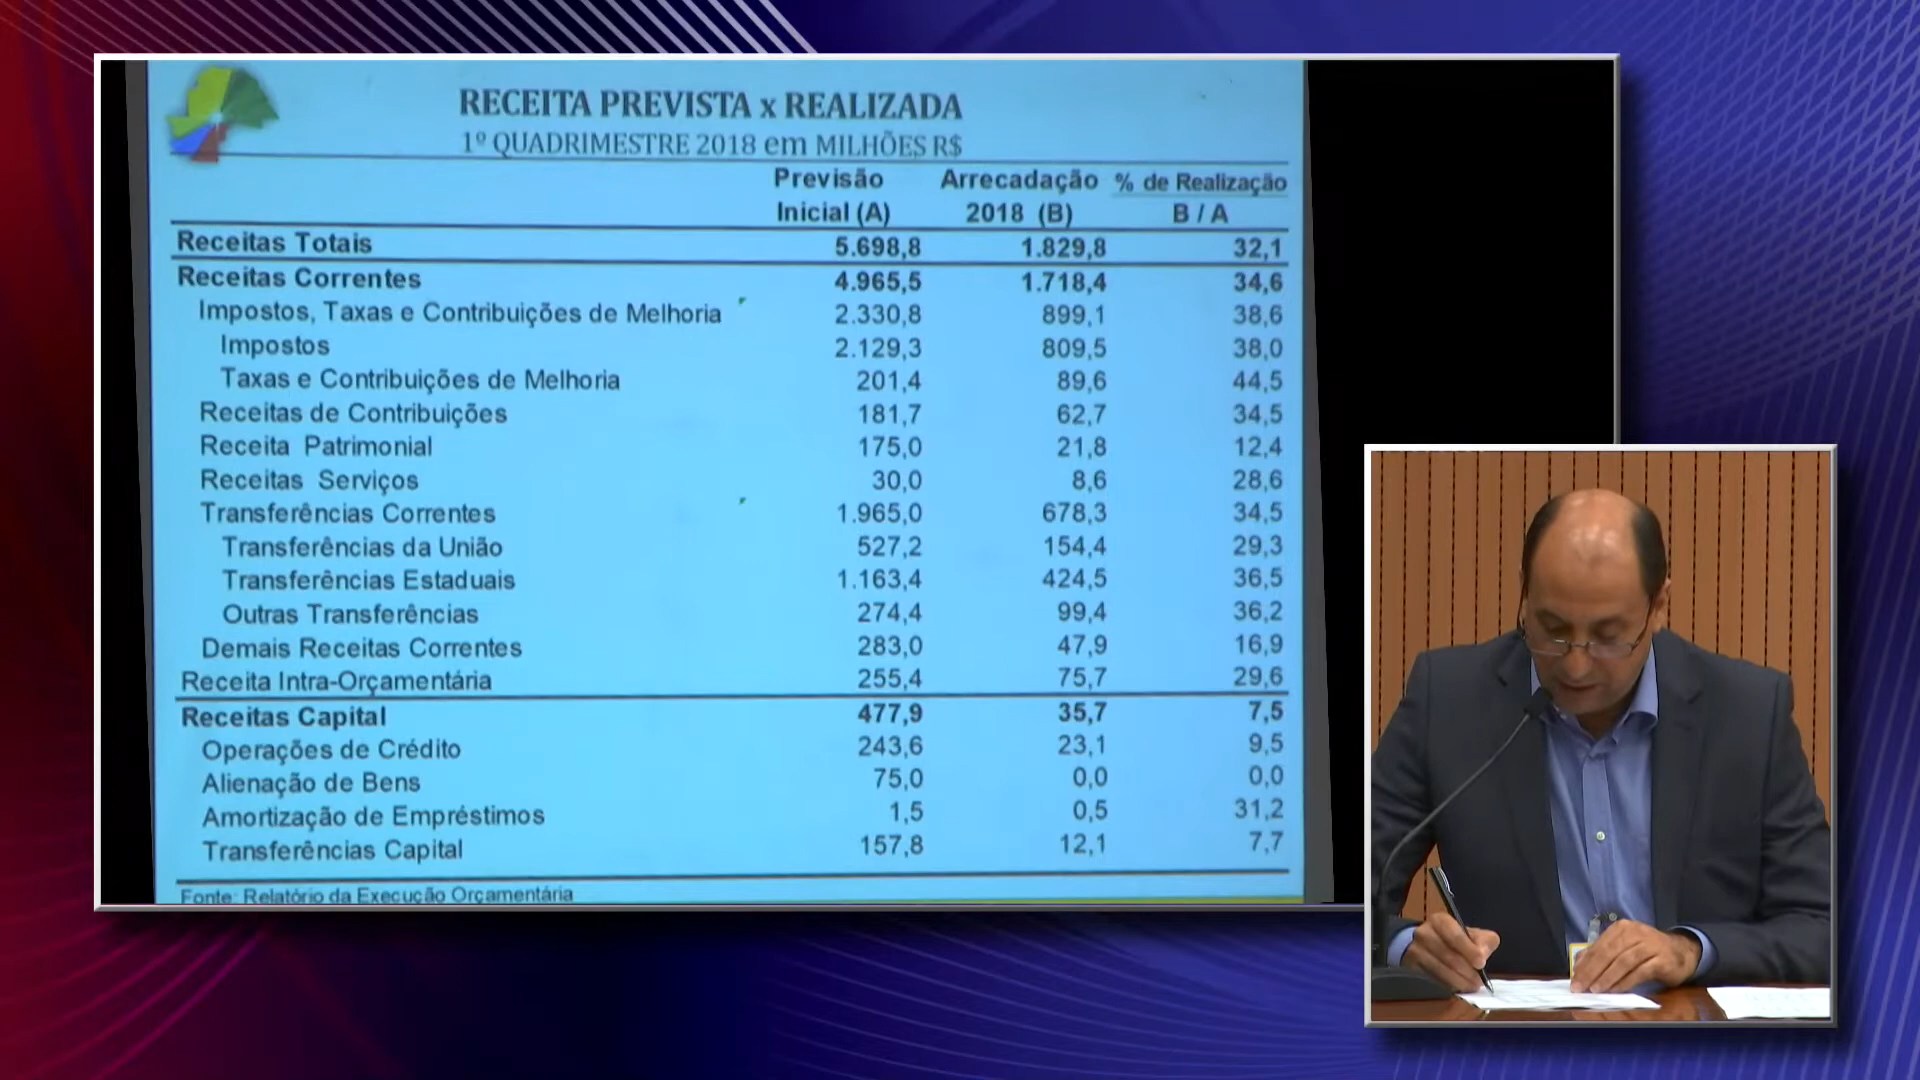 RECEITA PREVISTA x REALIZADA
1º QUADRIMESTRE 2018 em MILHÕES R$
Previsão Inicial (A) Arrecadação 2018 (B) % de Realização B / A
Receitas Totais 5.698,8 1.829,8 32,1
Receitas Correntes 4.965,5 1.718,4 34,6
Impostos, Taxas e Contribuições de Melhoria 2.330,8 899,1 38,6
Impostos 2.129,3 809,5 38,0
Taxas e Contribuições de Melhoria 201,4 89,6 44,5
Receitas de Contribuições 181,7 62,7 34,5
Receita Patrimonial 175,0 21,8 12,4
Receitas Serviços 30,0 8,6 28,6
Transferências Correntes 1.965,0 678,3 34,5
Transferências da União 527,2 154,4 29,3
Transferências Estaduais 1.163,4 424,5 36,5
Outras Transferências 274,4 99,4 36,2
Demais Receitas Correntes 283,0 47,9 16,9
Receita Intra-Orçamentária 255,4 75,7 29,6
Receitas Capital 477,9 35,7 7,5
Operações de Crédito 243,6 23,1 9,5
Alienação de Bens 75,0 0,0 0,0
Amortização de Empréstimos 1,5 0,5 31,2
Transferências Capital 157,8 12,1 7,7
Fonte: Relatório da Execução Orçamentária